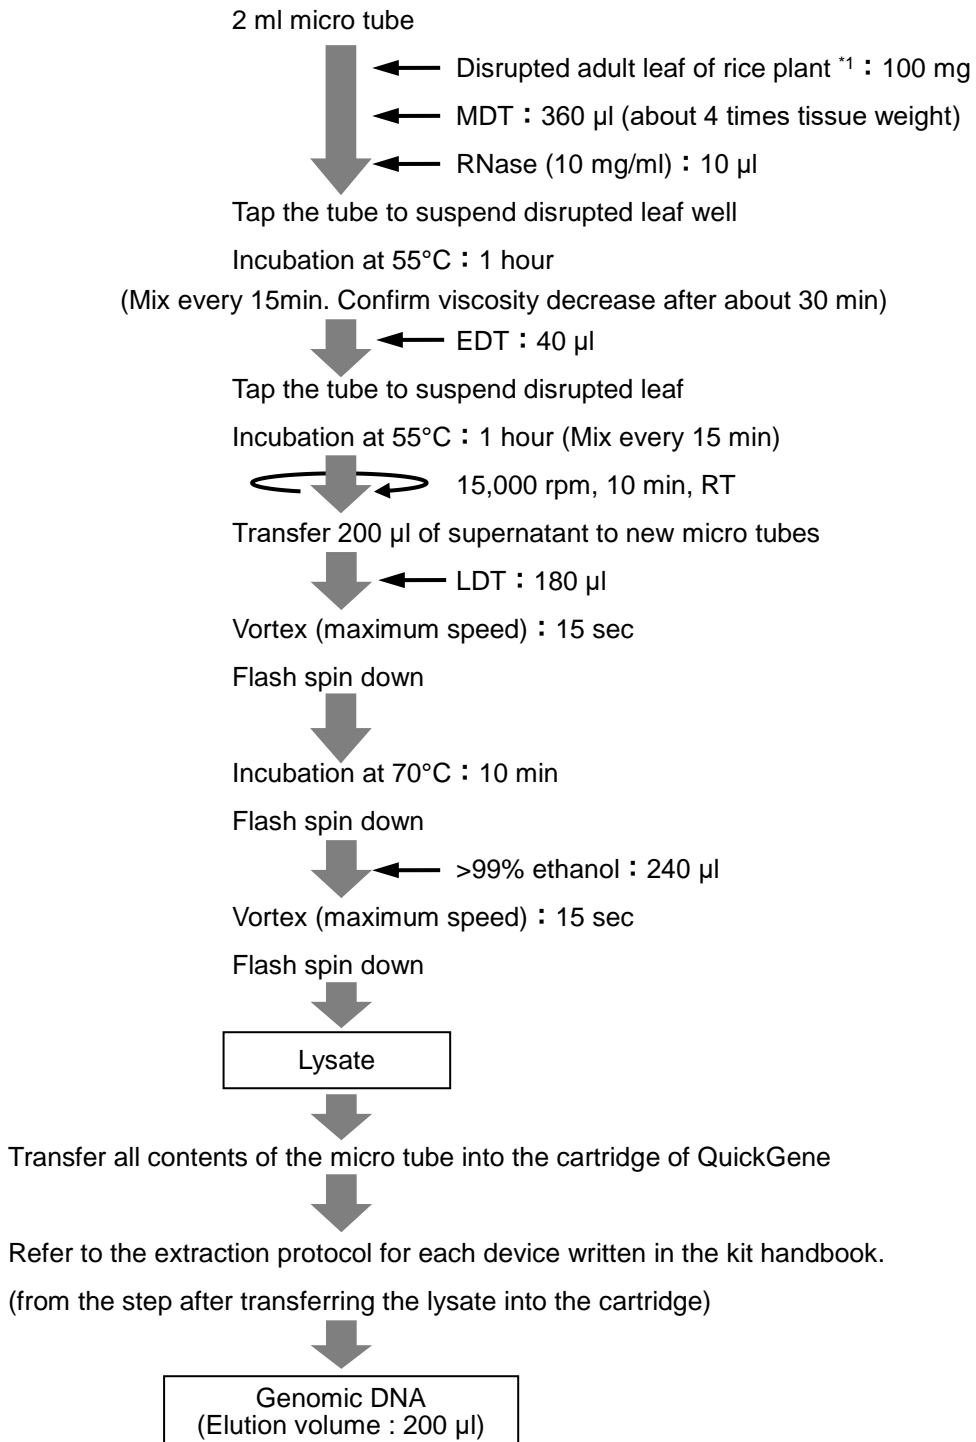 2 ml micro tube
Disrupted adult leaf of rice plant *1：100 mg
MDT：360 µl (about 4 times tissue weight)
RNase (10 mg/ml)：10 µl
Tap the tube to suspend disrupted leaf well
Incubation at 55°C：1 hour
(Mix every 15min. Confirm viscosity decrease after about 30 min)
EDT：40 µl
Tap the tube to suspend disrupted leaf
Incubation at 55°C：1 hour (Mix every 15 min)
15,000 rpm, 10 min, RT
Transfer 200 µl of supernatant to new micro tubes
LDT：180 µl
Vortex (maximum speed)：15 sec
Flash spin down
Incubation at 70°C：10 min
Flash spin down
>99% ethanol：240 µl
Vortex (maximum speed)：15 sec
Flash spin down
Lysate
Transfer all contents of the micro tube into the cartridge of QuickGene
Refer to the extraction protocol for each device written in the kit handbook.
(from the step after transferring the lysate into the cartridge)
Genomic DNA
(Elution volume : 200 µl)